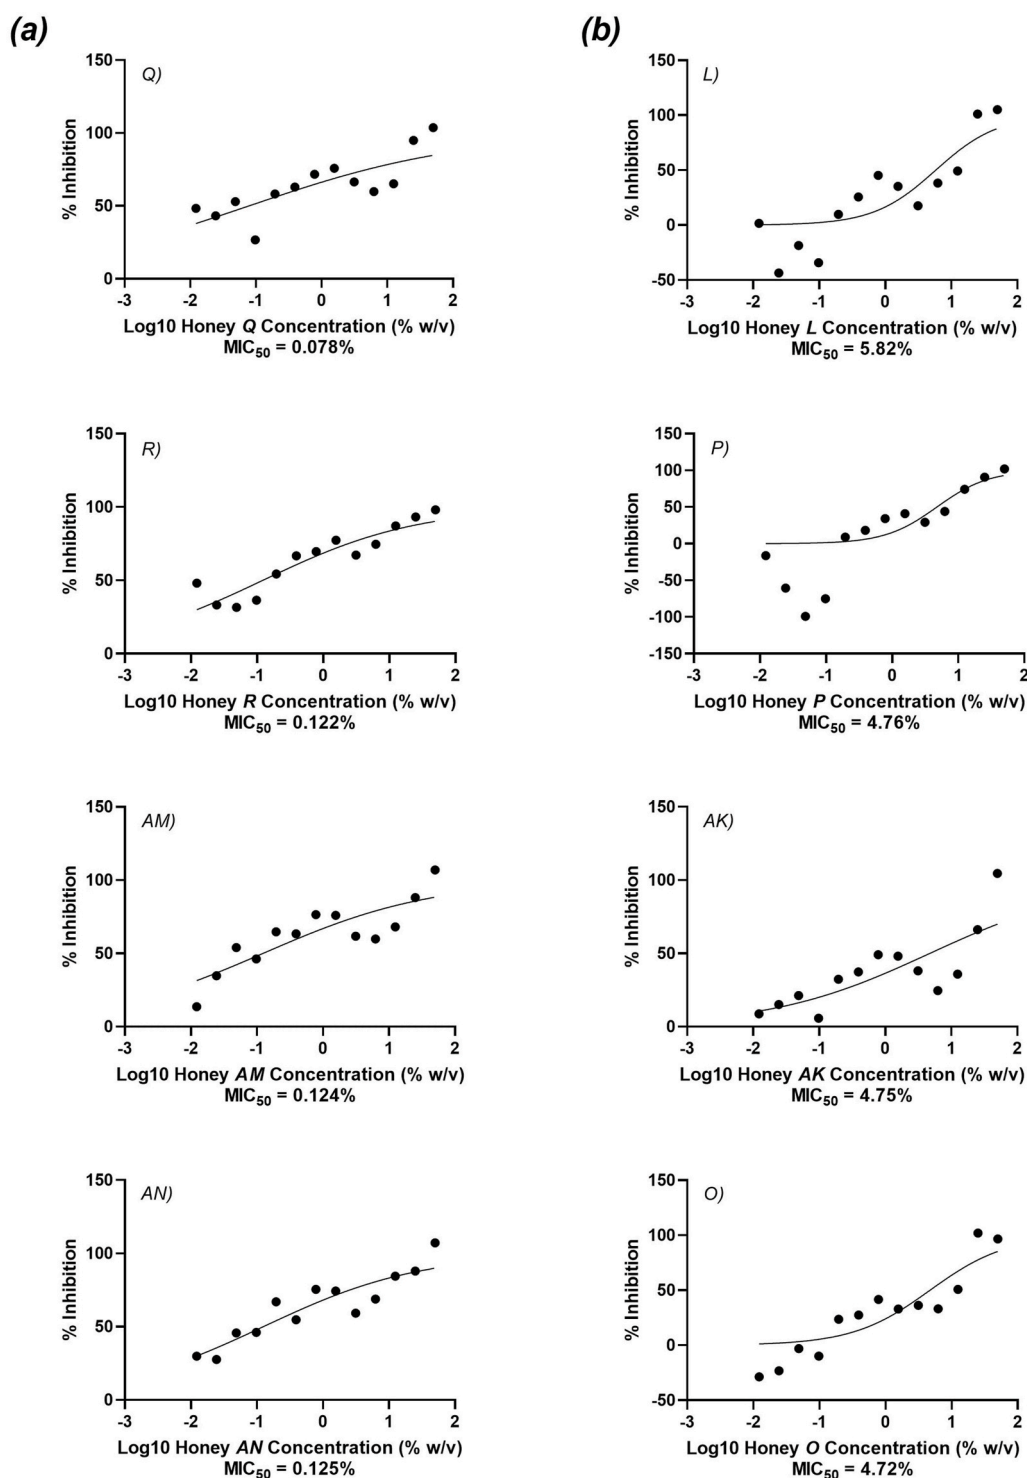 (a)
(b)
150
100
50
0
% Inhibition
Q)
-3 -2 -1 0 1 2
Log10 Honey Q Concentration (% w/v)
MIC50 = 0.078%
150
100
50
0
-50
% Inhibition
L)
-3 -2 -1 0 1 2
Log10 Honey L Concentration (% w/v)
MIC50 = 5.82%
150
100
50
0
% Inhibition
R)
-3 -2 -1 0 1 2
Log10 Honey R Concentration (% w/v)
MIC50 = 0.122%
150
100
50
0
-50
-100
-150
% Inhibition
P)
-3 -2 -1 0 1 2
Log10 Honey P Concentration (% w/v)
MIC50 = 4.76%
150
100
50
0
% Inhibition
AM)
-3 -2 -1 0 1 2
Log10 Honey AM Concentration (% w/v)
MIC50 = 0.124%
150
100
50
0
% Inhibition
AK)
-3 -2 -1 0 1 2
Log10 Honey AK Concentration (% w/v)
MIC50 = 4.75%
150
100
50
0
% Inhibition
AN)
-3 -2 -1 0 1 2
Log10 Honey AN Concentration (% w/v)
MIC50 = 0.125%
150
100
50
0
-50
% Inhibition
O)
-3 -2 -1 0 1 2
Log10 Honey O Concentration (% w/v)
MIC50 = 4.72%